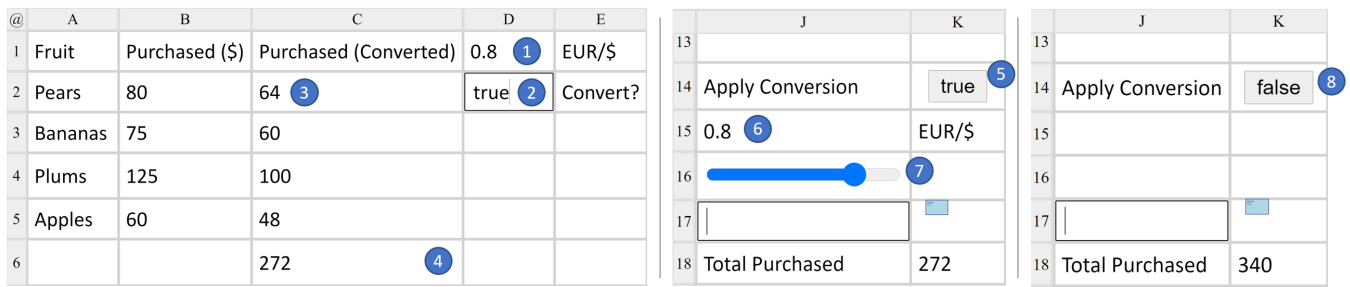 @ A B C D E
1 Fruit Purchased ($) Purchased (Converted) 0.8 1 EUR/$
2 Pears 80 64 3 true 2 Convert?
3 Bananas 75 60
4 Plums 125 100
5 Apples 60 48
6 272 4
J K
13
14 Apply Conversion true 5
15 0.8 6 EUR/$
16 7
17
18 Total Purchased 272
J K
13
14 Apply Conversion false 8
15
16
17
18 Total Purchased 340